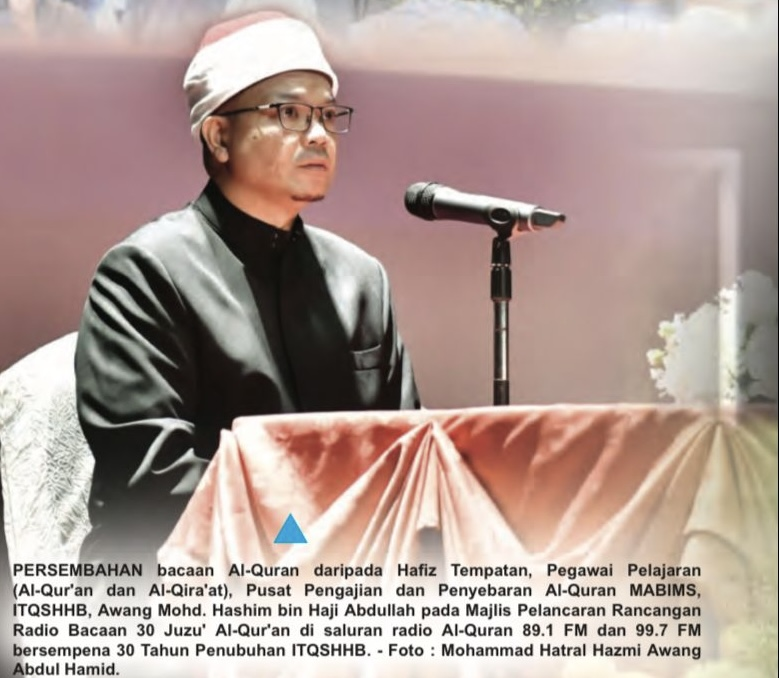 PERSEMBAHAN bacaan Al-Quran daripada Hafiz Tempatan, Pegawai Pelajaran
(Al-Qur'an dan Al-Qira'at), Pusat Pengajian dan Penyebaran Al-Quran MABIMS,
ITQSHHB, Awang Mohd. Hashim bin Haji Abdullah pada Majlis Pelancaran Rancangan
Radio Bacaan 30 Juzu' Al-Qur'an di saluran radio Al-Quran 89.1 FM dan 99.7 FM
bersempena 30 Tahun Penubuhan ITQSHHB. - Foto : Mohammad Hatral Hazmi Awang
Abdul Hamid.